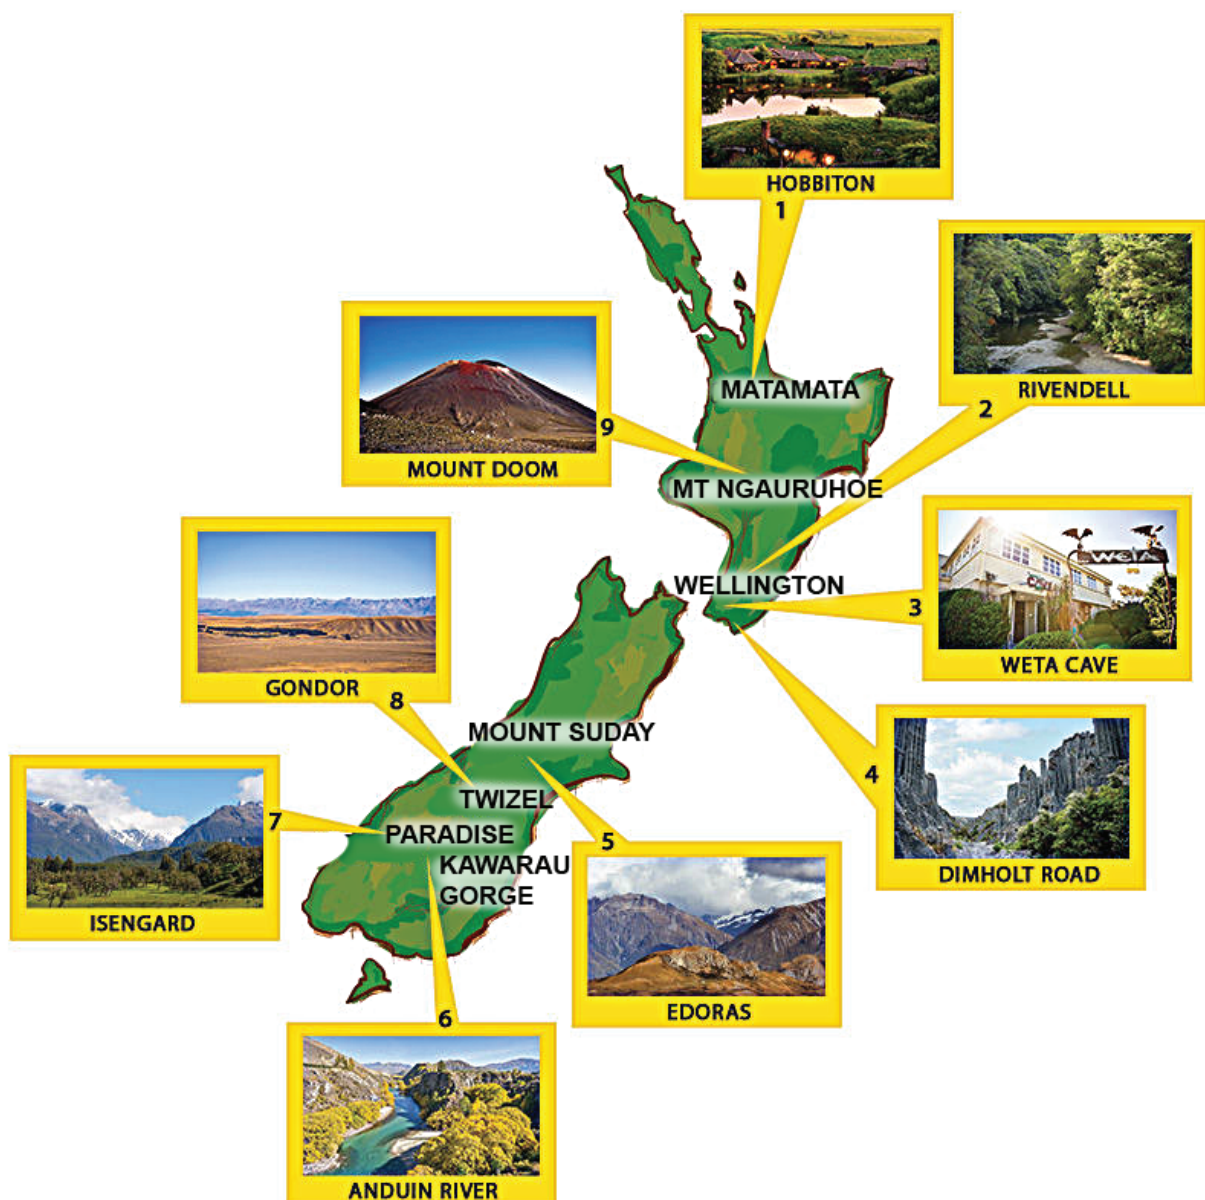 HOBBITON
1
RIVENDELL
2
MATAMATA
9
MOUNT DOOM
MT NGAURUHOE
WETA
WELLINGTON
3
WETA CAVE
GONDOR
8
MOUNT SUDAY
4
DIMHOLT ROAD
TWIZEL
7
PARADISE
5
KAWARAU
GORGE
ISENGARD
EDORAS
6
ANDUIN RIVER